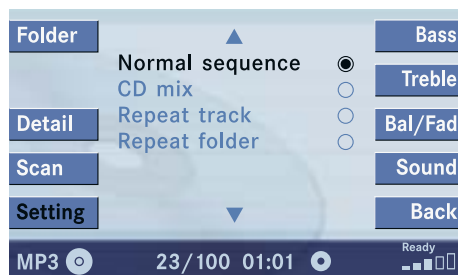 Folder
Bass
Normal sequence
Treble
CD mix
Detail
Repeat track
Bal/Fad
Repeat folder
Scan
Sound
Setting
Back
MP3
23/100 01:01
Ready